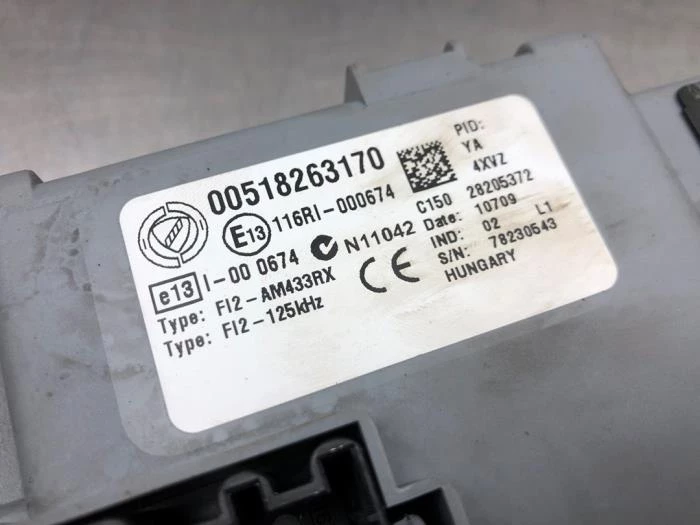 00518263170
E13 116RI-000674
e13 I-00 0674 N11042 CE
Type: FI2-AM433RX
Type: FI2-125kHz
PID:
YA
4XVZ
C150 28205372
Date: 10709
IND: 02 L1
S/N: 78230543
HUNGARY